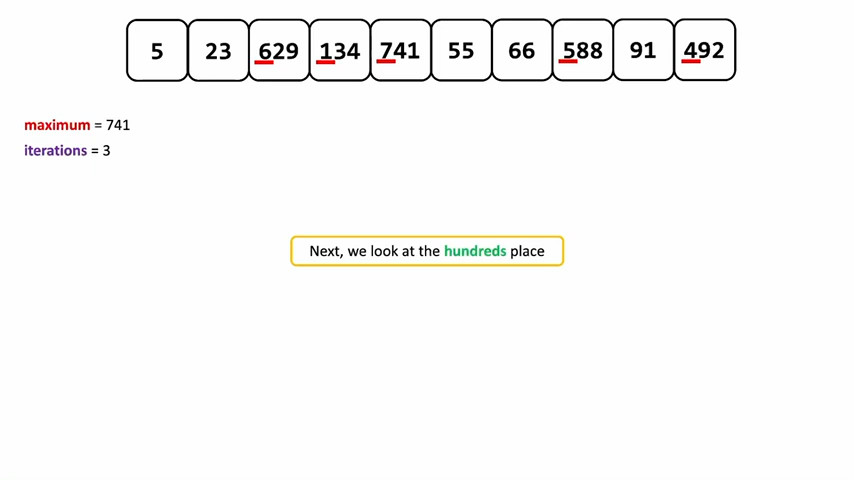 5 23 629 134 741 55 66 588 91 492
maximum = 741
iterations = 3
Next, we look at the hundreds place